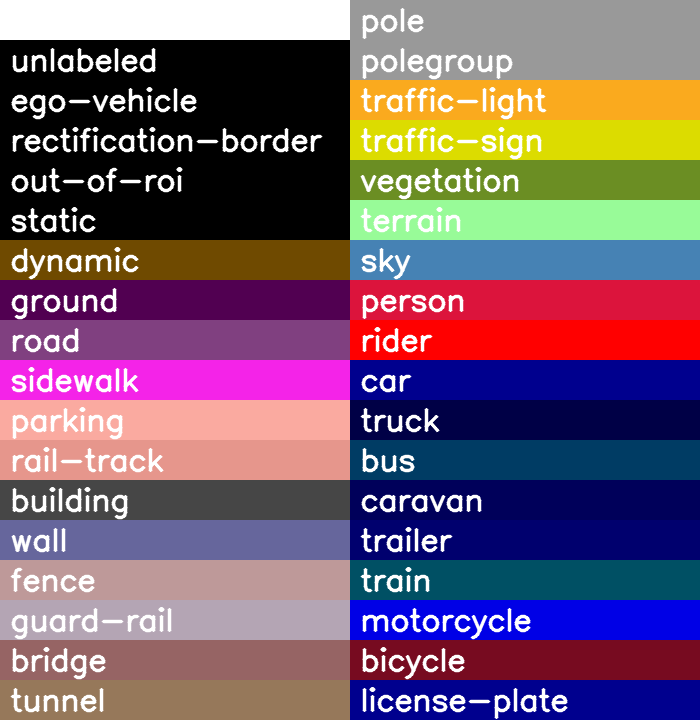 unlabeled
ego-vehicle
rectification-border
out-of-roi
static
dynamic
ground
road
sidewalk
parking
rail-track
building
wall
fence
guard-rail
bridge
tunnel
pole
polegroup
traffic-light
traffic-sign
vegetation
terrain
sky
person
rider
car
truck
bus
caravan
trailer
train
motorcycle
bicycle
license-plate